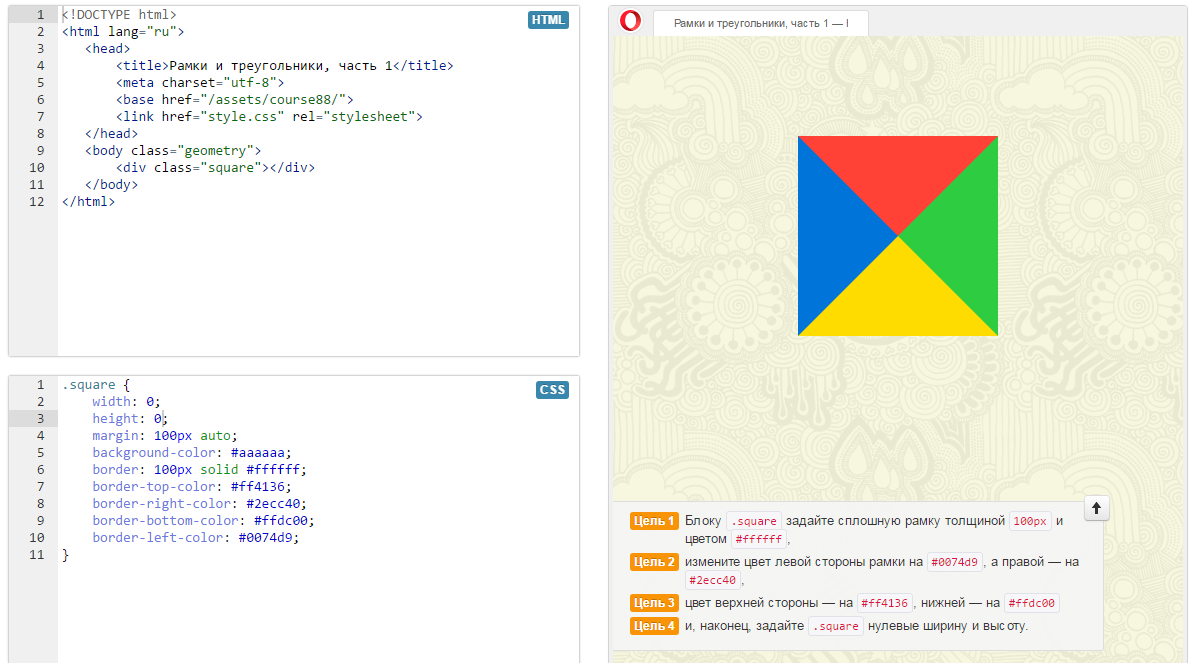 1 <!DOCTYPE html>
HTML
2 <html lang="ru">
3 <head>
4 <title>Рамки и треугольники, часть 1</title>
5 <meta charset="utf-8">
6 <base href="/assets/course88/">
7 <link href="style.css" rel="stylesheet">
8 </head>
9 <body class="geometry">
10 <div class="square"></div>
11 </body>
12 </html>
1 .square {
CSS
2 width: 0;
3 height: 0;
4 margin: 100px auto;
5 background-color: #aaaaaa;
6 border: 100px solid #ffffff;
7 border-top-color: #ff4136;
8 border-right-color: #2ecc40;
9 border-bottom-color: #ffdc00;
10 border-left-color: #0074d9;
11 }
Рамки и треугольники, часть 1 — I
Цель 1 Блоку .square задайте сплошную рамку толщиной 100px и
цветом #ffffff,
Цель 2 измените цвет левой стороны рамки на #0074d9, а правой — на
#2ecc40,
Цель 3 цвет верхней стороны — на #ff4136, нижней — на #ffdc00
Цель 4 и, наконец, задайте .square нулевые ширину и высоту.